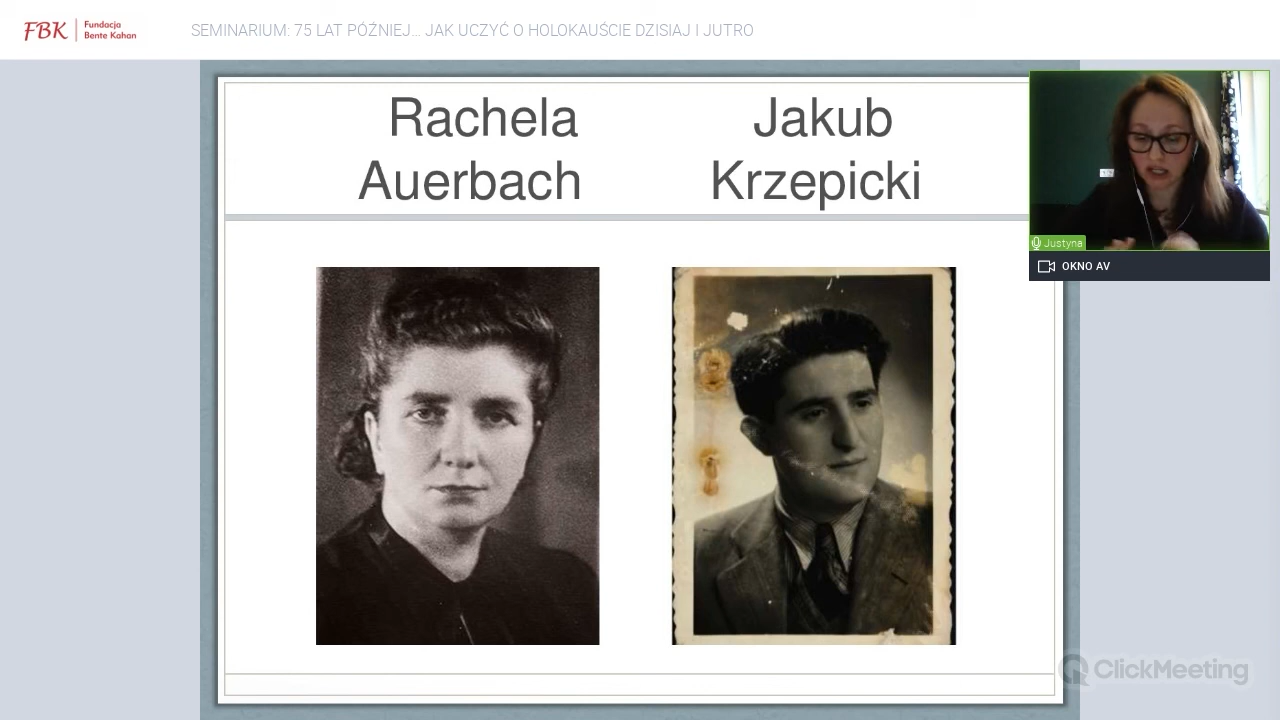 FBK
Fundacja
Bente Kahan
SEMINARIUM: 75 LAT PÓŹNIEJ... JAK UCZYĆ O HOLOKAUŚCIE DZISIAJ I JUTRO
Rachela
Auerbach
Jakub
Krzepicki
Justyna
OKNO AV
ClickMeeting